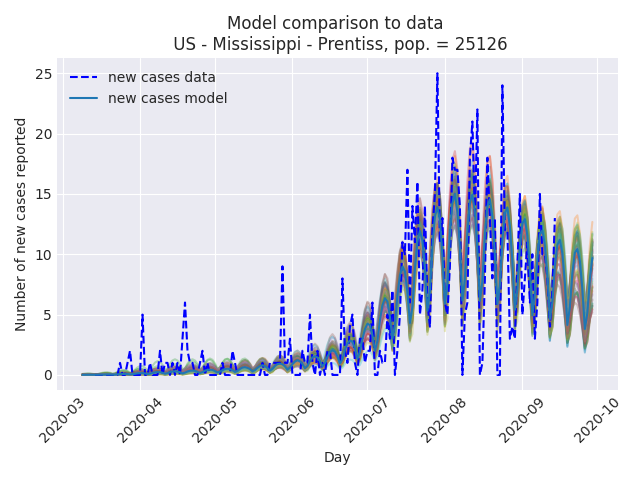 Model comparison to data
US - Mississippi - Prentiss, pop. = 25126
new cases data
new cases model
Number of new cases reported
25
20
15
10
5
0
2020-03
2020-04
2020-05
2020-06
2020-07
2020-08
2020-09
2020-10
Day